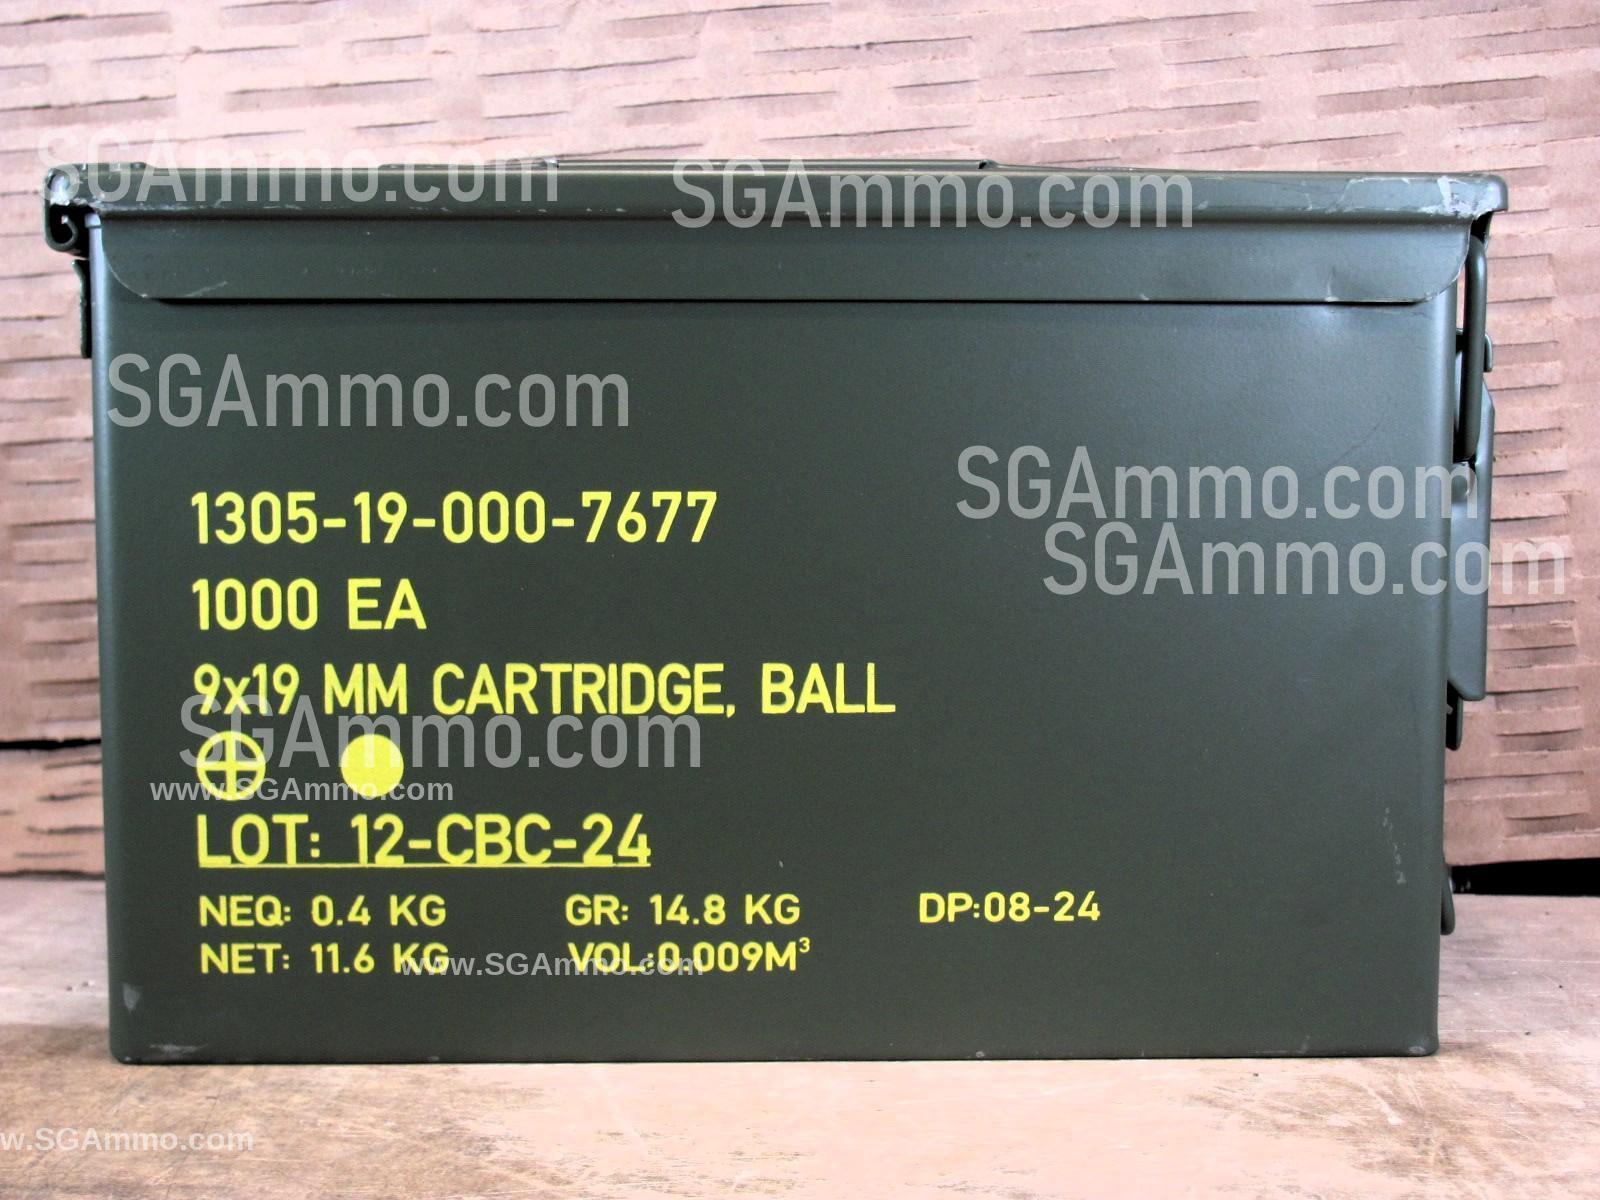 SGAmmo.com
SGAmmo.com
SGAmmo.com
SGAmmo.com
1305-19-000-7677
SGAmmo.com
1000 EA
9x19 MM CARTRIDGE, BALL
SGAmmo.com
www.SGAmmo.com
LOT: 12-CBC-24
NEQ: 0.4 KG GR: 14.8 KG DP:08-24
NET: 11.6 KG VOL:0.009M³
www.SGAmmo.com
w.SGAmmo.com